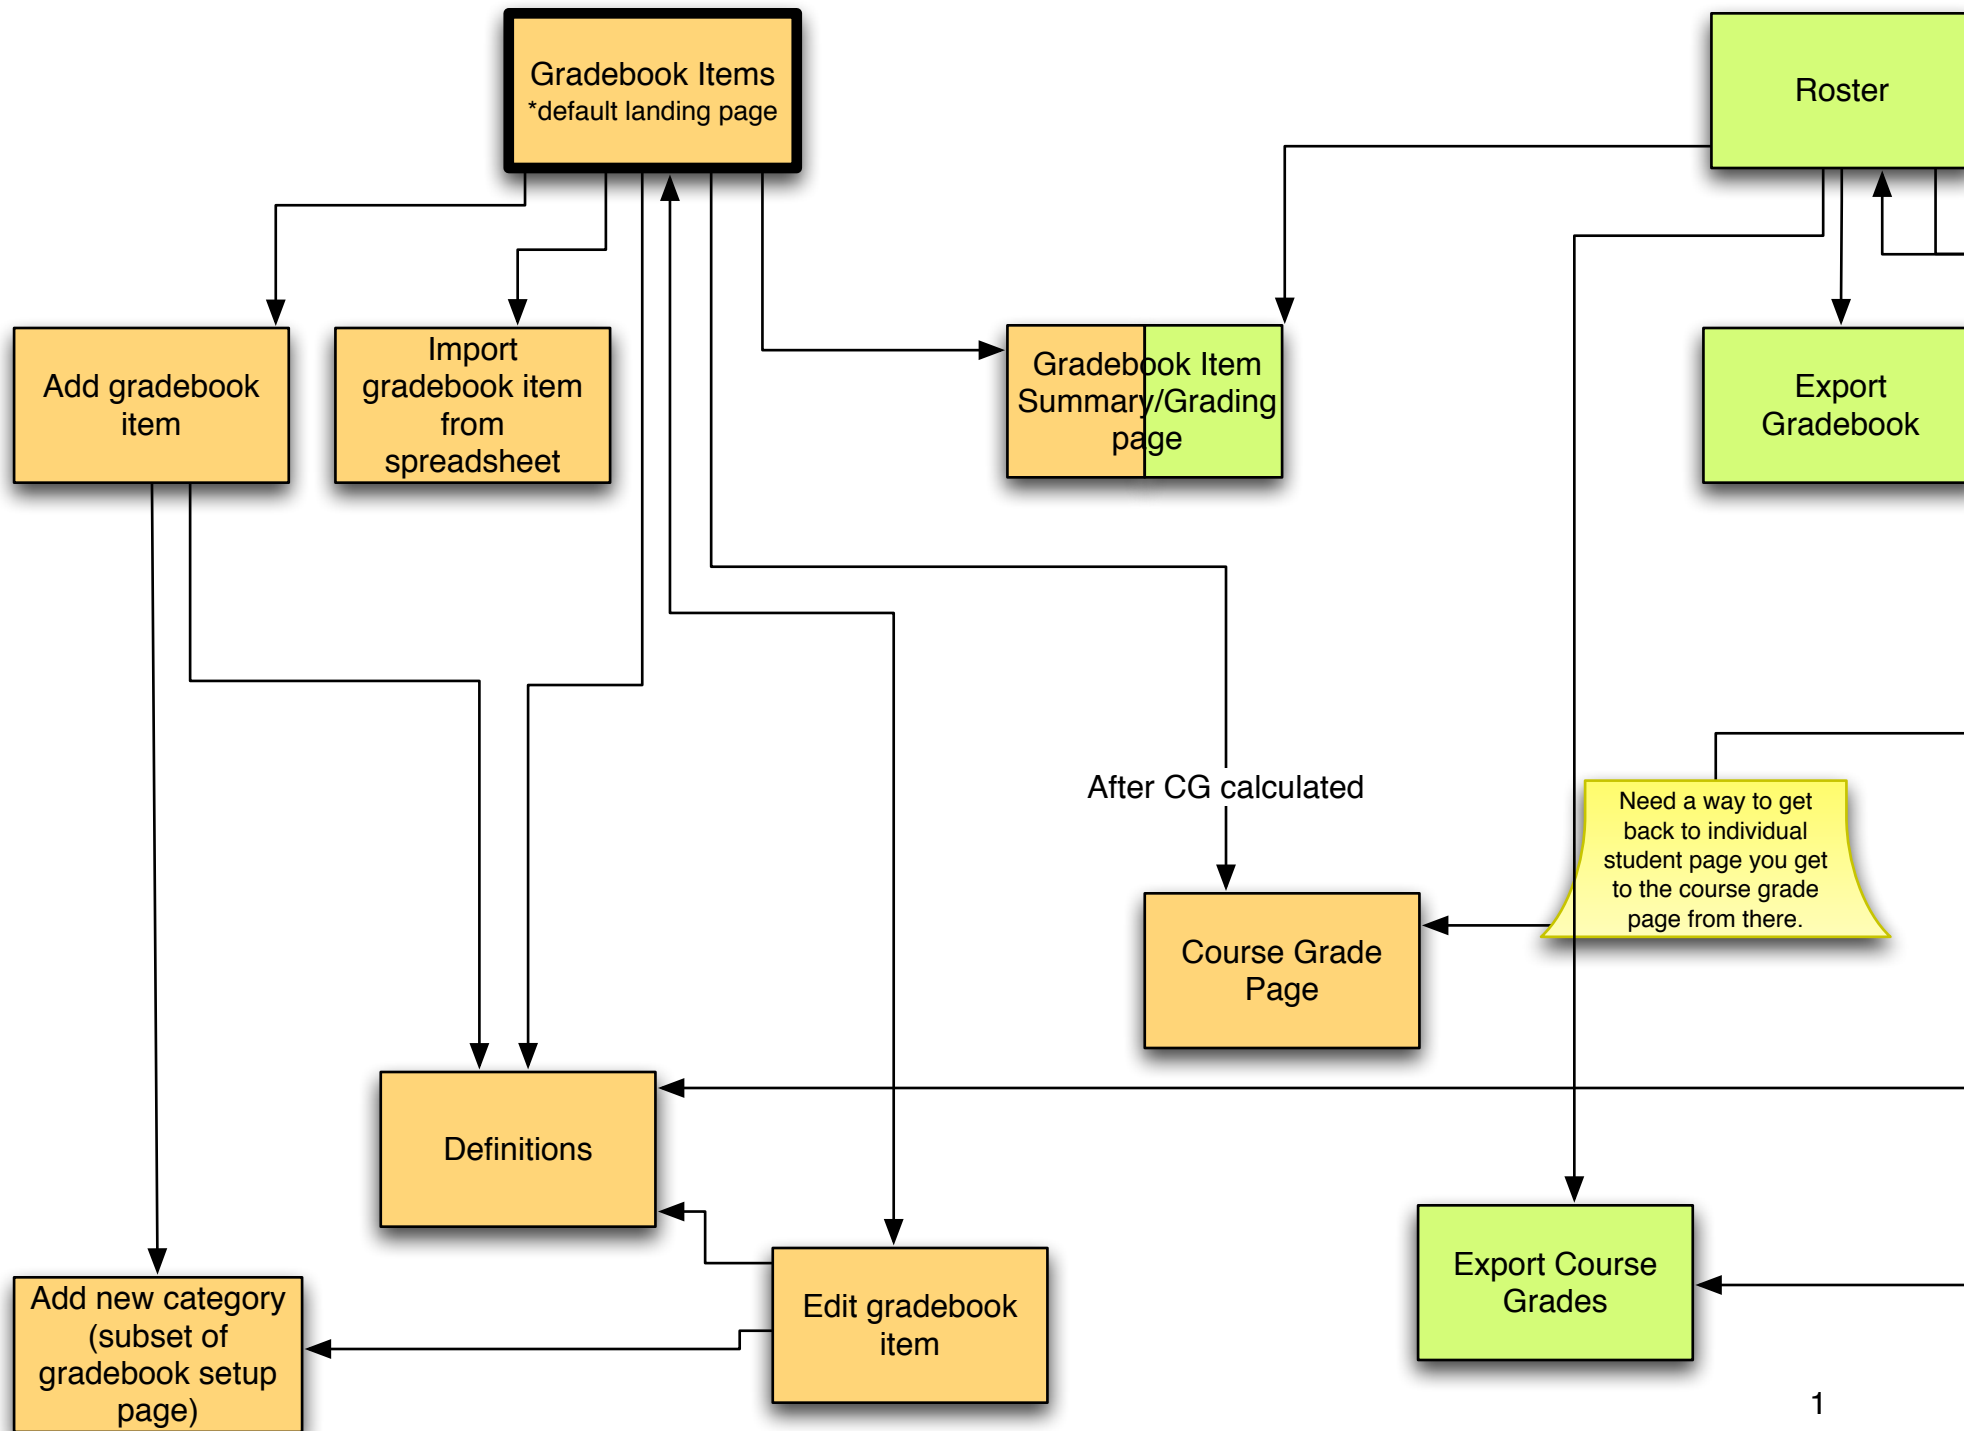 Gradebook Items
*default landing page
Roster
Add gradebook
item
Import
gradebook item
from
spreadsheet
Gradebook Item
Summary/Grading
page
Export
Gradebook
After CG calculated
Need a way to get
back to individual
student page you get
to the course grade
page from there.
Course Grade
Page
Definitions
Add new category
(subset of
gradebook setup
page)
Edit gradebook
item
Export Course
Grades
1